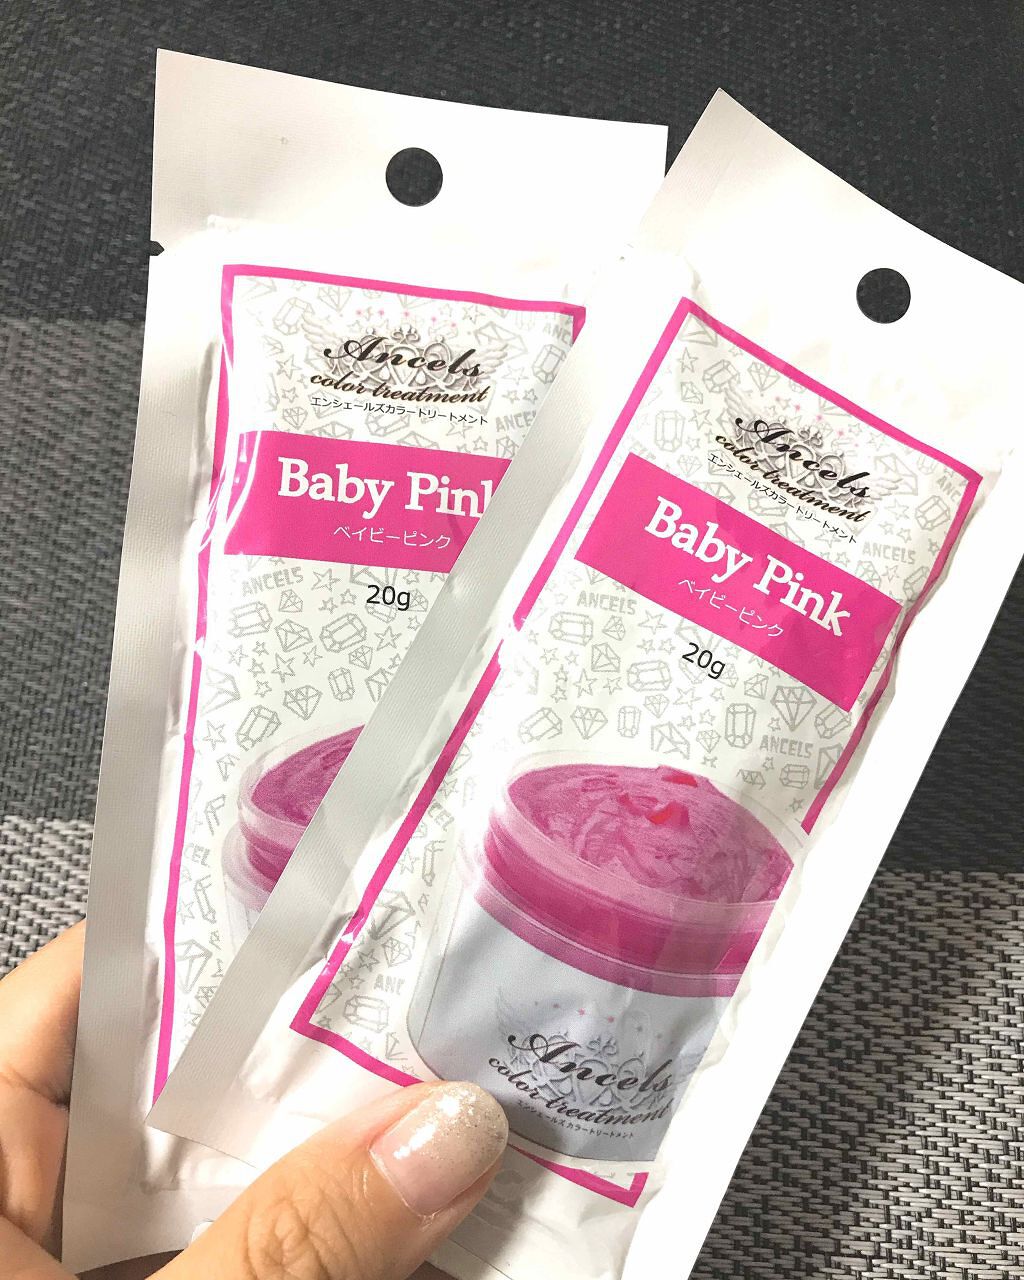 Ancels
color treatment
エンシェールズカラートリートメント
Baby Pink
ベイビーピンク
20g
ANCELS
ANCELS
Ancels
color treatment
エンシェールズカラートリートメント
Baby Pink
ベイビーピンク
20g
ANCELS
ANCELS
ANCELS
Ancels
color treatment
エンシェールズカラートリートメント